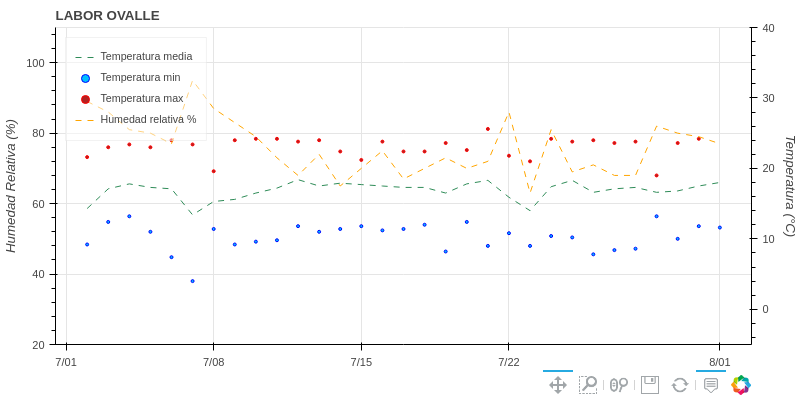 LABOR OVALLE
Humedad Relativa (%)
100
80
60
40
20
Temperatura media
Temperatura min
Temperatura max
Humedad relativa %
40
30
20
10
0
Temperatura (°C)
7/01
7/08
7/15
7/22
8/01